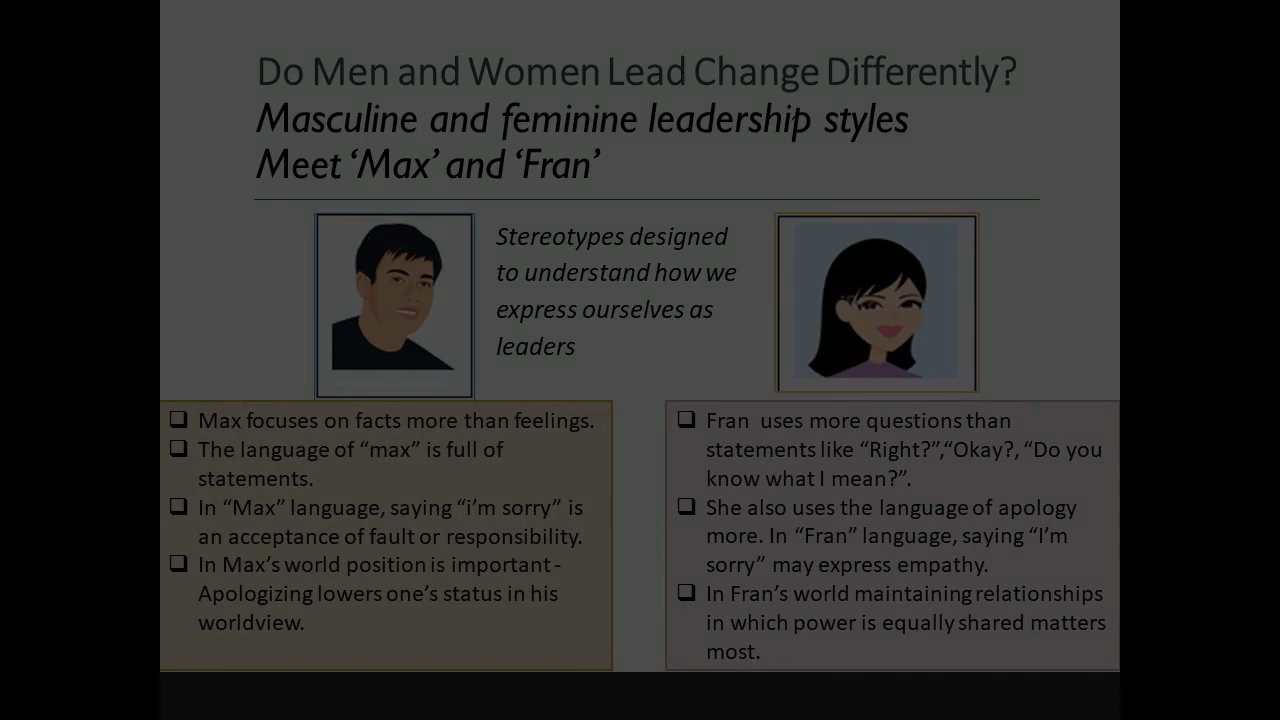 Do Men and Women Lead Change Differently?
Masculine and feminine leadership styles
Meet ‘Max’ and ‘Fran’
Stereotypes designed
to understand how we
express ourselves as
leaders
❑ Max focuses on facts more than feelings.
❑ The language of “max” is full of
statements.
❑ In “Max” language, saying “i’m sorry” is
an acceptance of fault or responsibility.
❑ In Max’s world position is important -
Apologizing lowers one’s status in his
worldview.
❑ Fran uses more questions than
statements like “Right?”,“Okay?, “Do you
know what I mean?”.
❑ She also uses the language of apology
more. In “Fran” language, saying “I’m
sorry” may express empathy.
❑ In Fran’s world maintaining relationships
in which power is equally shared matters
most.